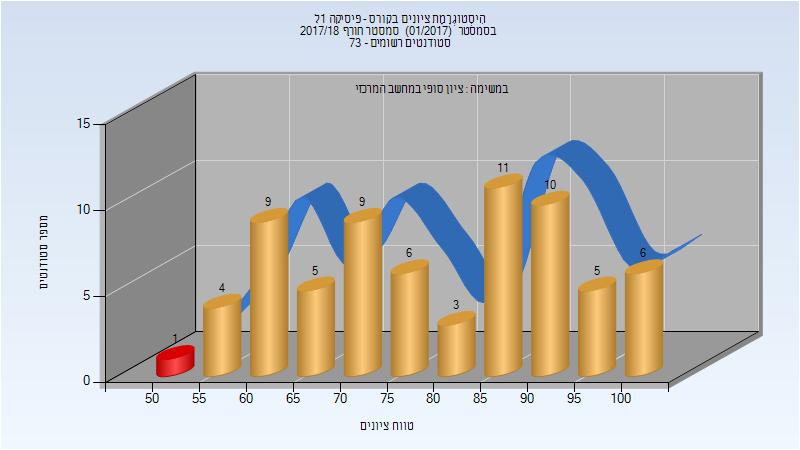 היסטוגרמת ציונים בקורס - פיסיקה 1ל
בסמסטר (01/2017) סמסטר חורף 2017/18
סטודנטים רשומים - 73
במשימה : ציון סופי במחשב המרכזי
מספר סטודנטים
15
10
5
0
1
4
9
5
9
6
3
11
10
5
6
50 55 60 65 70 75 80 85 90 95 100
טווח ציונים